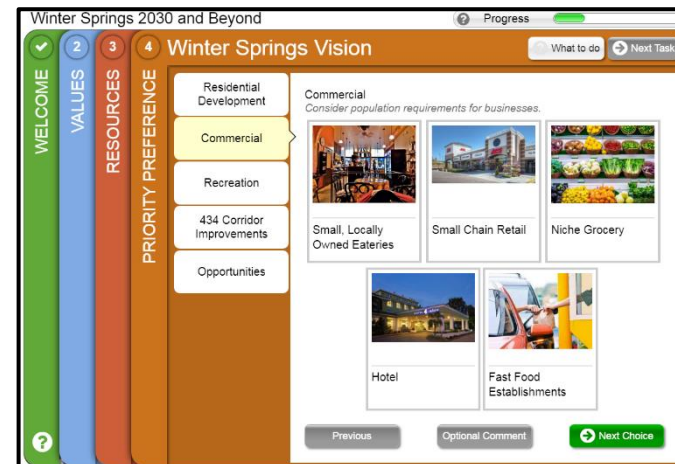 Winter Springs 2030 and Beyond
Progress
WELCOME
2
VALUES
3
RESOURCES
4
PRIORITY PREFERENCE
Winter Springs Vision
What to do
Next Task
Residential
Development
Commercial
Recreation
434 Corridor
Improvements
Opportunities
Commercial
Consider population requirements for businesses.
Small, Locally
Owned Eateries
Small Chain Retail
Niche Grocery
Hotel
Fast Food
Establishments
Previous
Optional Comment
Next Choice